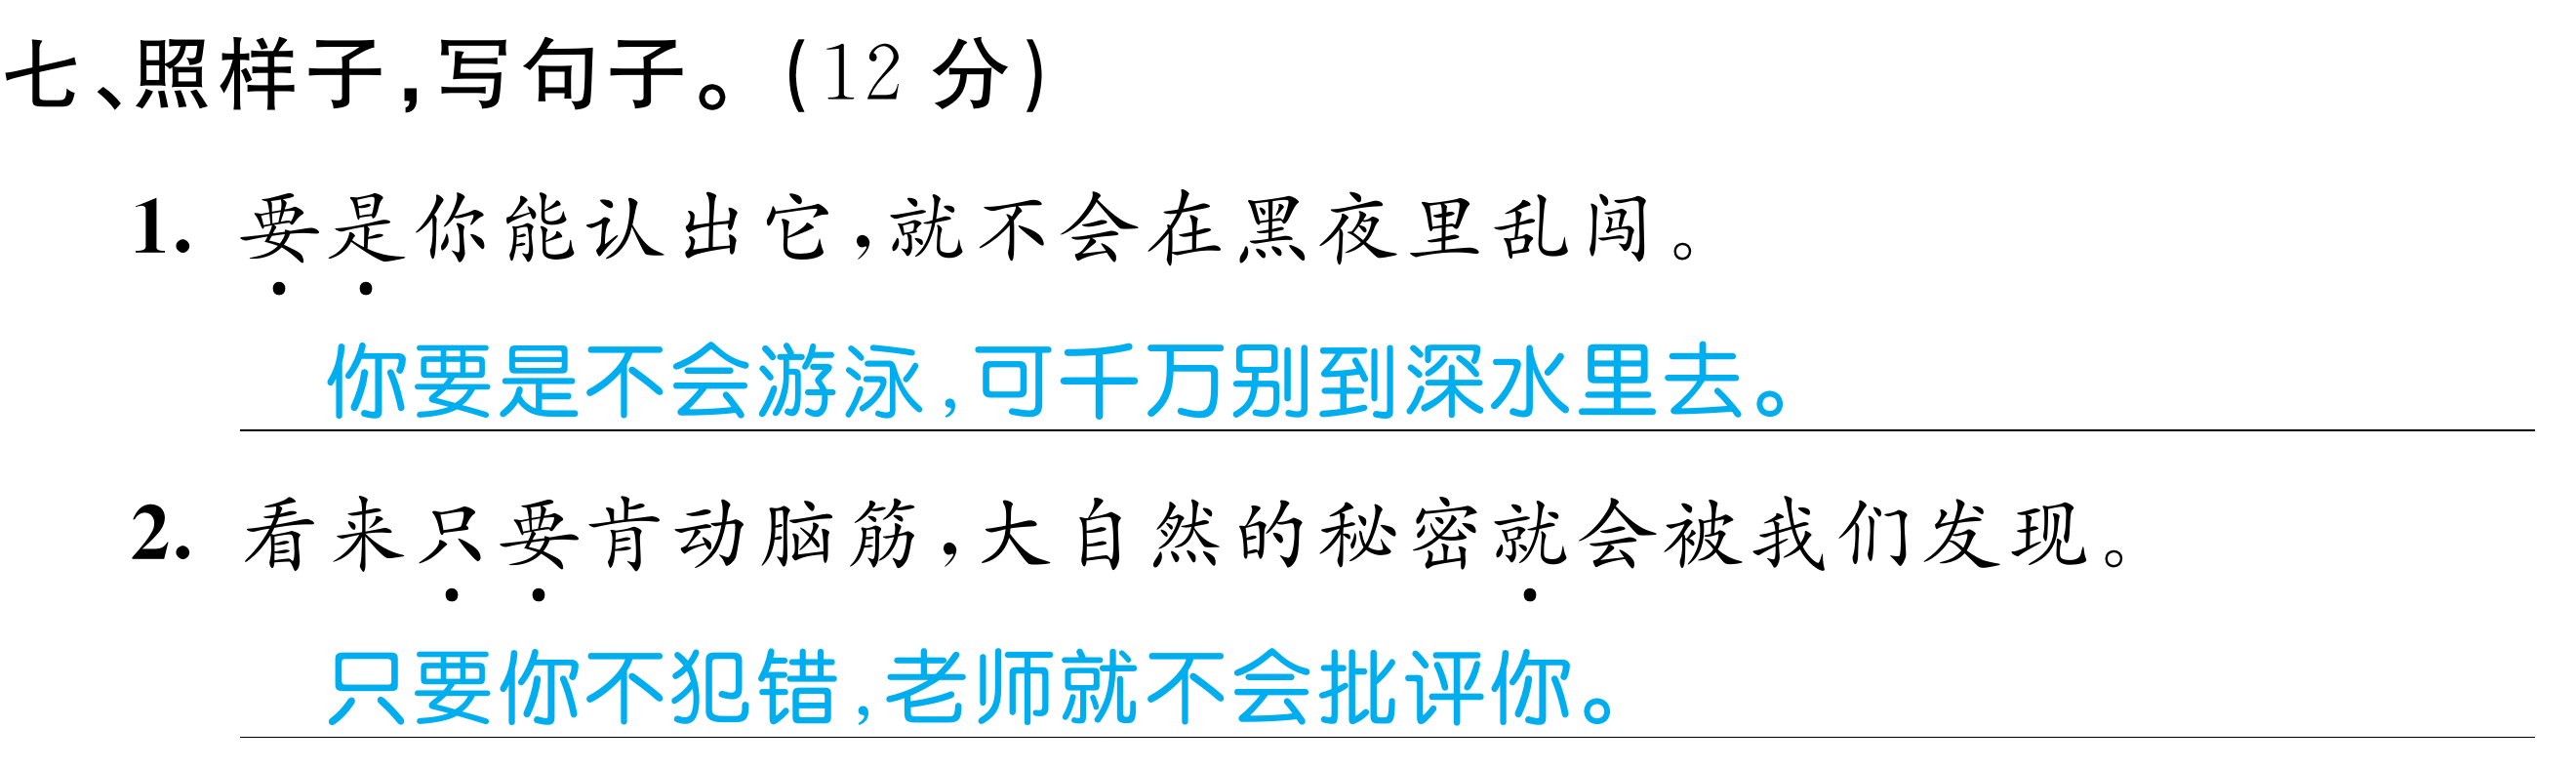 七、照样子,写句子。(12 分)
1. 要是你能认出它,就不会在黑夜里乱闯。
你要是不会游泳,可千万别到深水里去。
2. 看来只要肯动脑筋,大自然的秘密就会被我们发现。
只要你不犯错,老师就不会批评你。